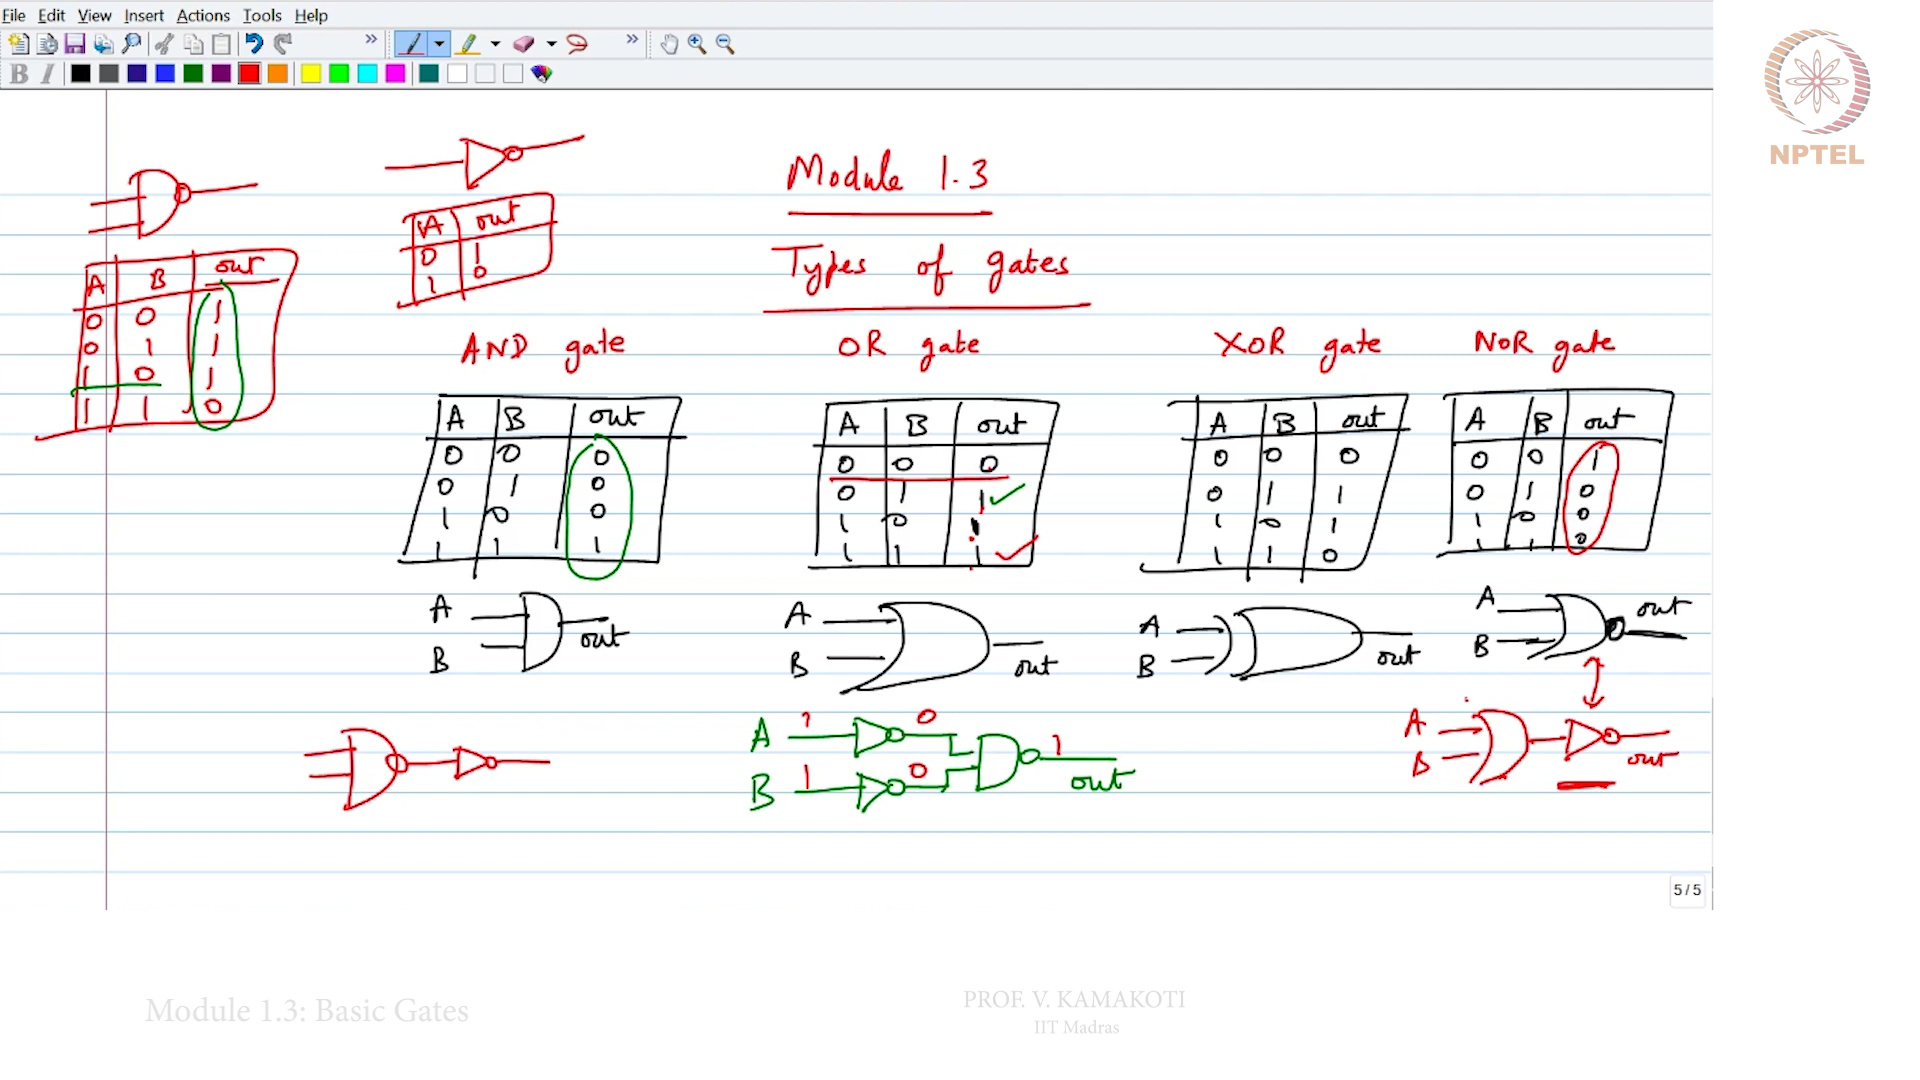 File Edit View Insert Actions Tools Help
B I
NPTEL
Module 1.3
Types of gates
A out
0 1
1 0
A B out
0 0 1
0 1 1
1 0 1
1 1 0
AND gate
A B out
0 0 0
0 1 0
1 0 0
1 1 1
A
B
out
OR gate
A B out
0 0 0
0 1 1
1 0 1
1 1 1
A
B
out
A 1 0
B 1 0
1
out
XOR gate
A B out
0 0 0
0 1 1
1 0 1
1 1 0
A
B
out
NOR gate
A B out
0 0 1
0 1 0
1 0 0
1 1 0
A
B
out
A
B
out
5 / 5
Module 1.3: Basic Gates
PROF. V. KAMAKOTI
IIT Madras